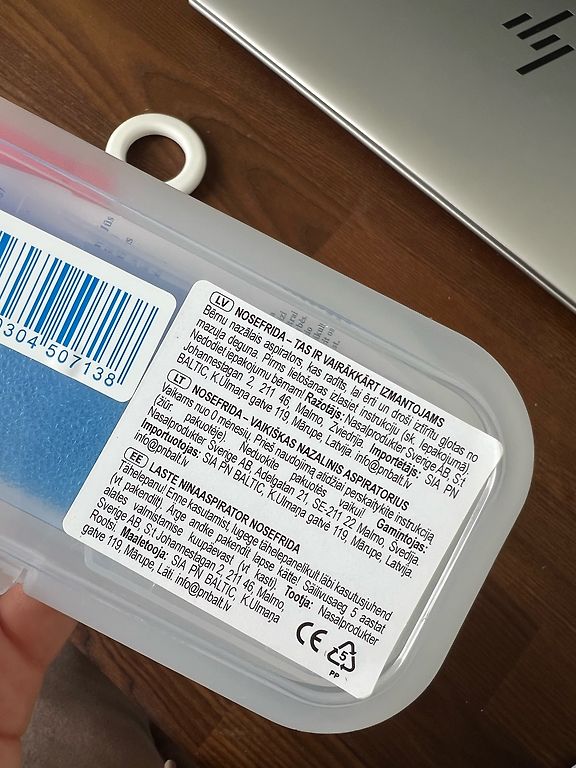 0304 507138
LV NOSEFRIDA – TAS IR VAIRĀKKĀRT IZMANTOJAMS
Bērnu nazālais aspirators, kas radīts, lai ērti un droši iztīrītu gļotas no
mazuļa deguna. Pirms lietošanas izlasiet instrukciju (sk. iepakojumā)
Nedodiet iepakojumu bērnam! Ražotājs: Nasalprodukter Sverige AB, S:t
Johannesgatan 2, 211 46, Malmo, Zviedrija. Importētājs: SIA PN
BALTIC, K.Ulmaņa gatve 119, Mārupe, Latvija info@pnbalt.lv
LT NOSEFRIDA – VAIKIŠKAS NAZALINIS ASPIRATORIUS
Vaikams nuo 0 mėnesių. Prieš naudojimą atidžiai perskaitykite instrukciją
(žiūr. pakuotėje). Neduokite pakuotės vaikui! Gamintojas:
Nasalprodukter Sverige AB, Adelgatan 21, SE-211 22 Malmo, Švedija.
Importuotojas: SIA PN BALTIC, K.Ulmaņa gatve 119, Mārupe, Latvija.
info@pnbalt.lv
EE LASTE NINAASPIRATOR NOSEFRIDA
Tähelepanu! Enne kasutamist, lugege tähelepanelikult läbi kasutusjuhend
(vt pakendit). Ärge andke pakendit lapse kätte! Säilivusaeg 5 aastat
alates valmistamise kuupäevast (vt. kasti). Tootja: Nasalprodukter
Sverige AB, S:t Johannesgatan 2, 211 46, Malmo,
Rootsi. Maaletooja: SIA PN BALTIC, K.Ulmaņa
gatve 119, Mārupe, Läti, info@pnbalt.lv
CE
5
PP